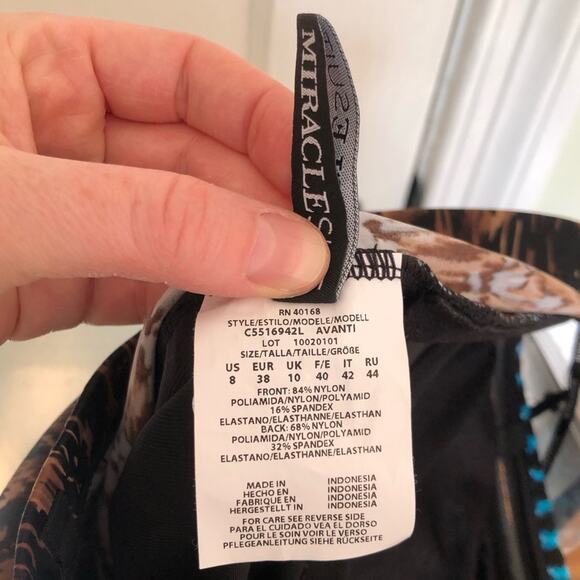 MIRACLES
RN 40168
STYLE/ESTILO/MODELE/MODELL
C5516942L AVANTI
LOT 10020101
SIZE/TALLA/TAILLE/GRÖẞE
US EUR UK F/E IT RU
8 38 10 40 42 44
FRONT: 84% NYLON
POLIAMIDA/NYLON/POLYAMID
16% SPANDEX
ELASTANO/ELASTHANNE/ELASTHAN
BACK: 68% NYLON
POLIAMIDA/NYLON/POLYAMID
32% SPANDEX
ELASTANO/ELASTHANNE/ELASTHAN
MADE IN INDONESIA
HECHO EN INDONESIA
FABRIQUE EN INDONESIA
HERGESTELLT IN INDONESIA
FOR CARE SEE REVERSE SIDE
PARA EL CUIDADO VEA EL DORSO
POUR LE SOIN VOIR LE DOS
PFLEGEANLEITUNG SIEHE RÜCKSEITE